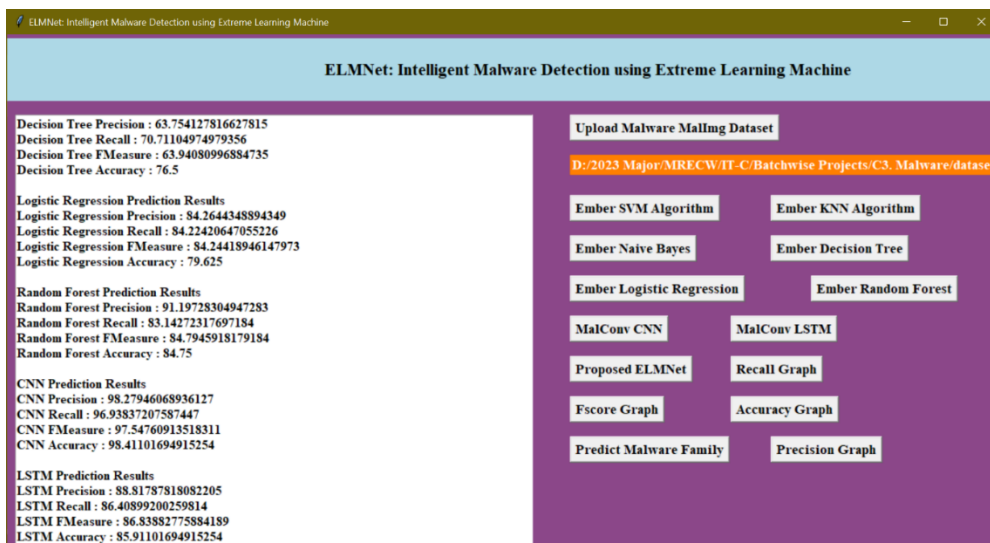 ELMNet: Intelligent Malware Detection using Extreme Learning Machine
ELMNet: Intelligent Malware Detection using Extreme Learning Machine
Decision Tree Precision : 63.754127816627815
Decision Tree Recall : 70.71104974979356
Decision Tree FMeasure : 63.94080996884735
Decision Tree Accuracy : 76.5
Logistic Regression Prediction Results
Logistic Regression Precision : 84.2644348894349
Logistic Regression Recall : 84.22420647055226
Logistic Regression FMeasure : 84.24418946147973
Logistic Regression Accuracy : 79.625
Random Forest Prediction Results
Random Forest Precision : 91.19728304947283
Random Forest Recall : 83.14272317697184
Random Forest FMeasure : 84.7945918179184
Random Forest Accuracy : 84.75
CNN Prediction Results
CNN Precision : 98.27946068936127
CNN Recall : 96.93837207587447
CNN FMeasure : 97.54760913518311
CNN Accuracy : 98.41101694915254
LSTM Prediction Results
LSTM Precision : 88.81787818082205
LSTM Recall : 86.40899200259814
LSTM FMeasure : 86.83882775884189
LSTM Accuracy : 85.91101694915254
Upload Malware MalImg Dataset
D:/2023 Major/MRECW/IT-C/Batchwise Projects/C3. Malware/datase
Ember SVM Algorithm
Ember KNN Algorithm
Ember Naive Bayes
Ember Decision Tree
Ember Logistic Regression
Ember Random Forest
MalConv CNN
MalConv LSTM
Proposed ELMNet
Recall Graph
Fscore Graph
Accuracy Graph
Predict Malware Family
Precision Graph